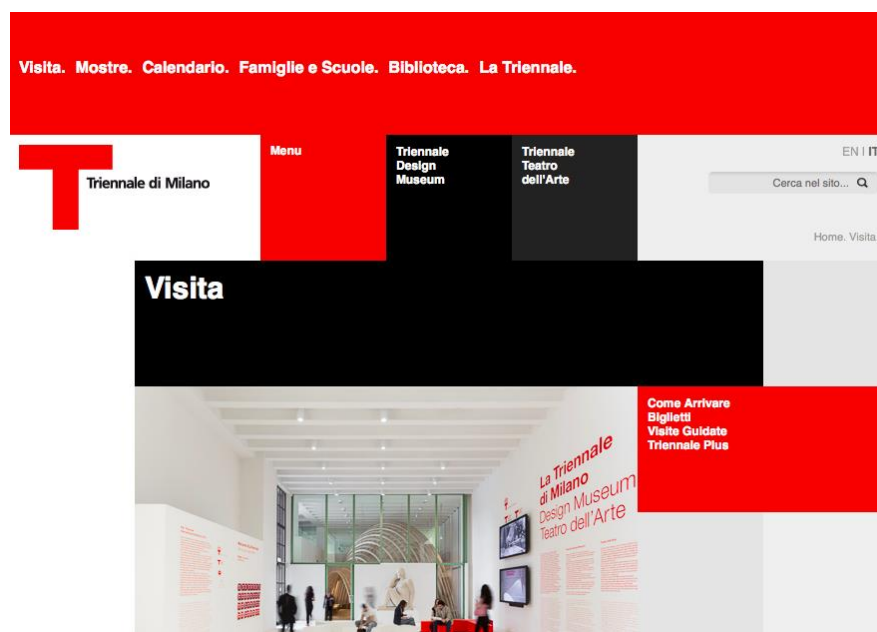 Visita. Mostre. Calendario. Famiglie e Scuole. Biblioteca. La Triennale.
Triennale di Milano
Menu
Triennale
Design
Museum
Triennale
Teatro
dell'Arte
EN | IT
Cerca nel sito...
Home. Visita
Visita
Come Arrivare
Biglietti
Visite Guidate
Triennale Plus
La Triennale
di Milano
Design Museum
Teatro dell'Arte